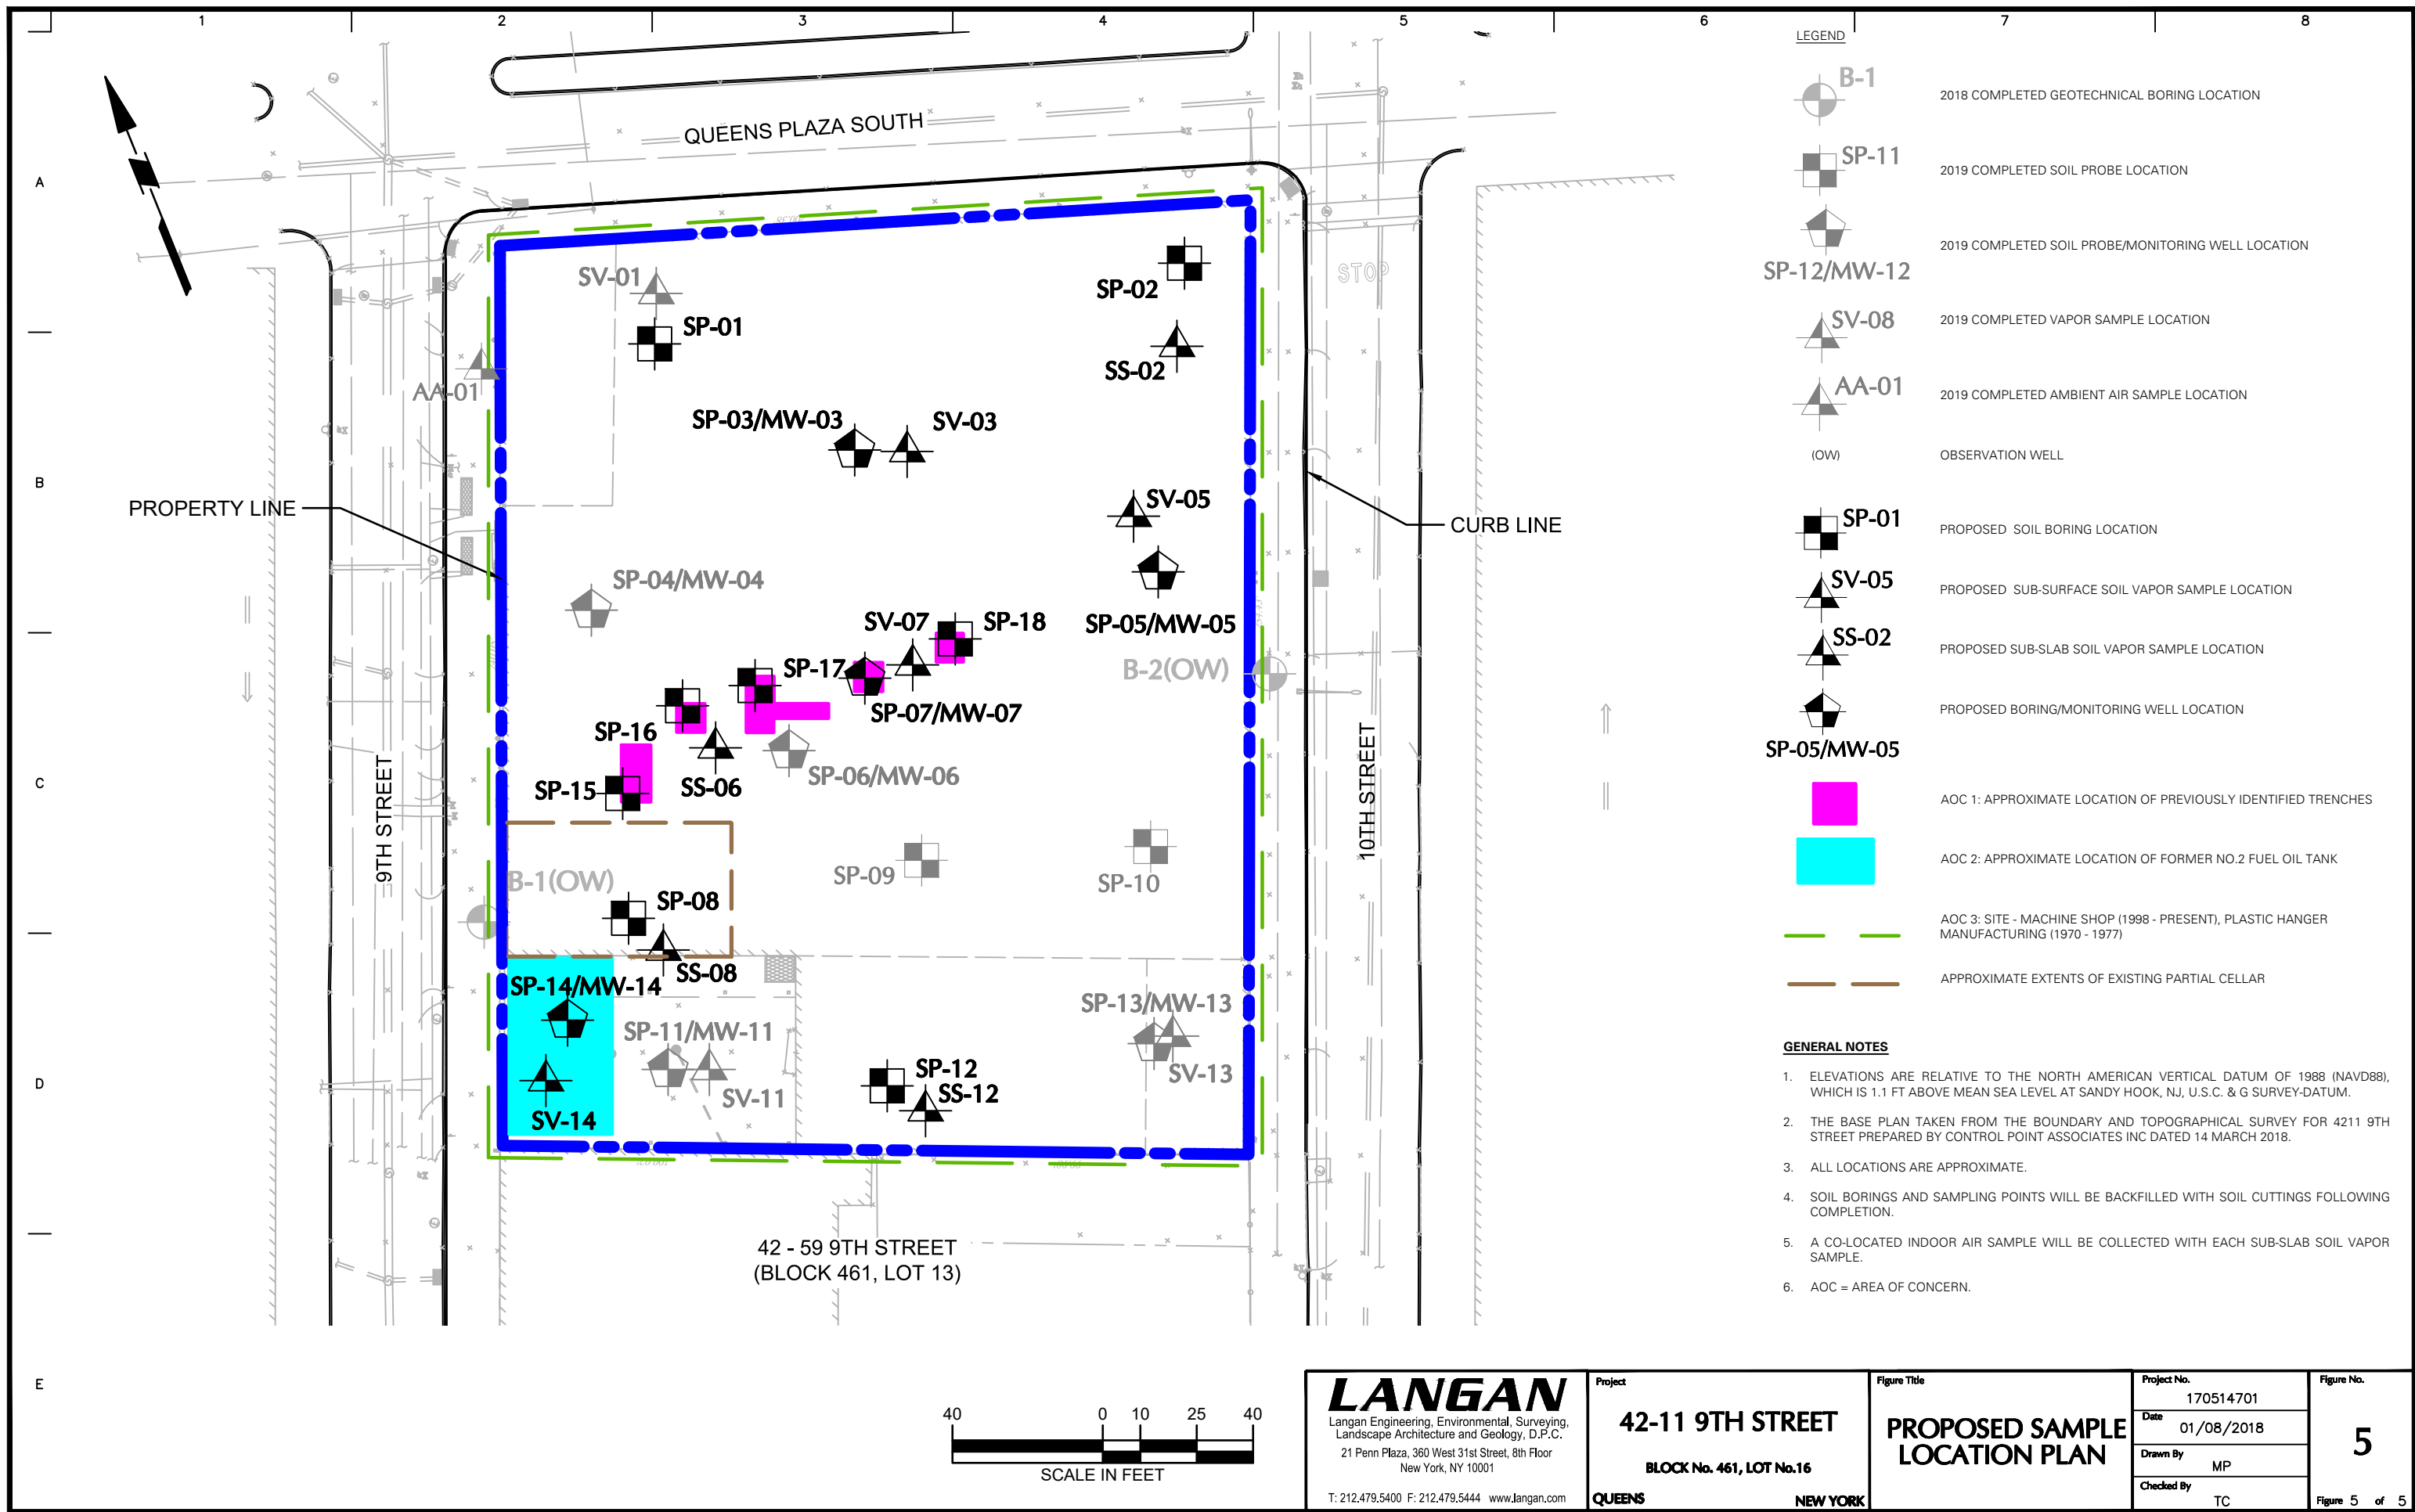 1 2 3 4 5 6 7 8
A
B
C
D
E
QUEENS PLAZA SOUTH
STOP
SV-01
SP-01
SP-02
SS-02
AA-01
SP-03/MW-03
SV-03
SV-05
PROPERTY LINE
CURB LINE
SP-04/MW-04
SV-07
SP-18
SP-05/MW-05
SP-17
B-2(OW)
SP-07/MW-07
SP-16
SP-06/MW-06
SP-15
SS-06
9TH STREET
10TH STREET
SP-09
SP-10
B-1(OW)
SP-08
SS-08
SP-14/MW-14
SP-11/MW-11
SP-13/MW-13
SV-13
SP-12
SS-12
SV-11
SV-14
42 - 59 9TH STREET
(BLOCK 461, LOT 13)
40 0 10 25 40
SCALE IN FEET
LEGEND
B-1
2018 COMPLETED GEOTECHNICAL BORING LOCATION
SP-11
2019 COMPLETED SOIL PROBE LOCATION
2019 COMPLETED SOIL PROBE/MONITORING WELL LOCATION
SP-12/MW-12
SV-08
2019 COMPLETED VAPOR SAMPLE LOCATION
AA-01
2019 COMPLETED AMBIENT AIR SAMPLE LOCATION
(OW) OBSERVATION WELL
SP-01
PROPOSED SOIL BORING LOCATION
SV-05
PROPOSED SUB-SURFACE SOIL VAPOR SAMPLE LOCATION
SS-02
PROPOSED SUB-SLAB SOIL VAPOR SAMPLE LOCATION
PROPOSED BORING/MONITORING WELL LOCATION
SP-05/MW-05
AOC 1: APPROXIMATE LOCATION OF PREVIOUSLY IDENTIFIED TRENCHES
AOC 2: APPROXIMATE LOCATION OF FORMER NO.2 FUEL OIL TANK
AOC 3: SITE - MACHINE SHOP (1998 - PRESENT), PLASTIC HANGER
MANUFACTURING (1970 - 1977)
APPROXIMATE EXTENTS OF EXISTING PARTIAL CELLAR
GENERAL NOTES
1. ELEVATIONS ARE RELATIVE TO THE NORTH AMERICAN VERTICAL DATUM OF 1988 (NAVD88),
WHICH IS 1.1 FT ABOVE MEAN SEA LEVEL AT SANDY HOOK, NJ, U.S.C. & G SURVEY-DATUM.
2. THE BASE PLAN TAKEN FROM THE BOUNDARY AND TOPOGRAPHICAL SURVEY FOR 4211 9TH
STREET PREPARED BY CONTROL POINT ASSOCIATES INC DATED 14 MARCH 2018.
3. ALL LOCATIONS ARE APPROXIMATE.
4. SOIL BORINGS AND SAMPLING POINTS WILL BE BACKFILLED WITH SOIL CUTTINGS FOLLOWING
COMPLETION.
5. A CO-LOCATED INDOOR AIR SAMPLE WILL BE COLLECTED WITH EACH SUB-SLAB SOIL VAPOR
SAMPLE.
6. AOC = AREA OF CONCERN.
LANGAN
Langan Engineering, Environmental, Surveying,
Landscape Architecture and Geology, D.P.C.
21 Penn Plaza, 360 West 31st Street, 8th Floor
New York, NY 10001
T: 212.479.5400 F: 212.479.5444 www.langan.com
Project
42-11 9TH STREET
BLOCK No. 461, LOT No.16
QUEENS NEW YORK
Figure Title
PROPOSED SAMPLE
LOCATION PLAN
Project No.
170514701
Date
01/08/2018
Drawn By
MP
Checked By
TC
Figure No.
5
Figure 5 of 5